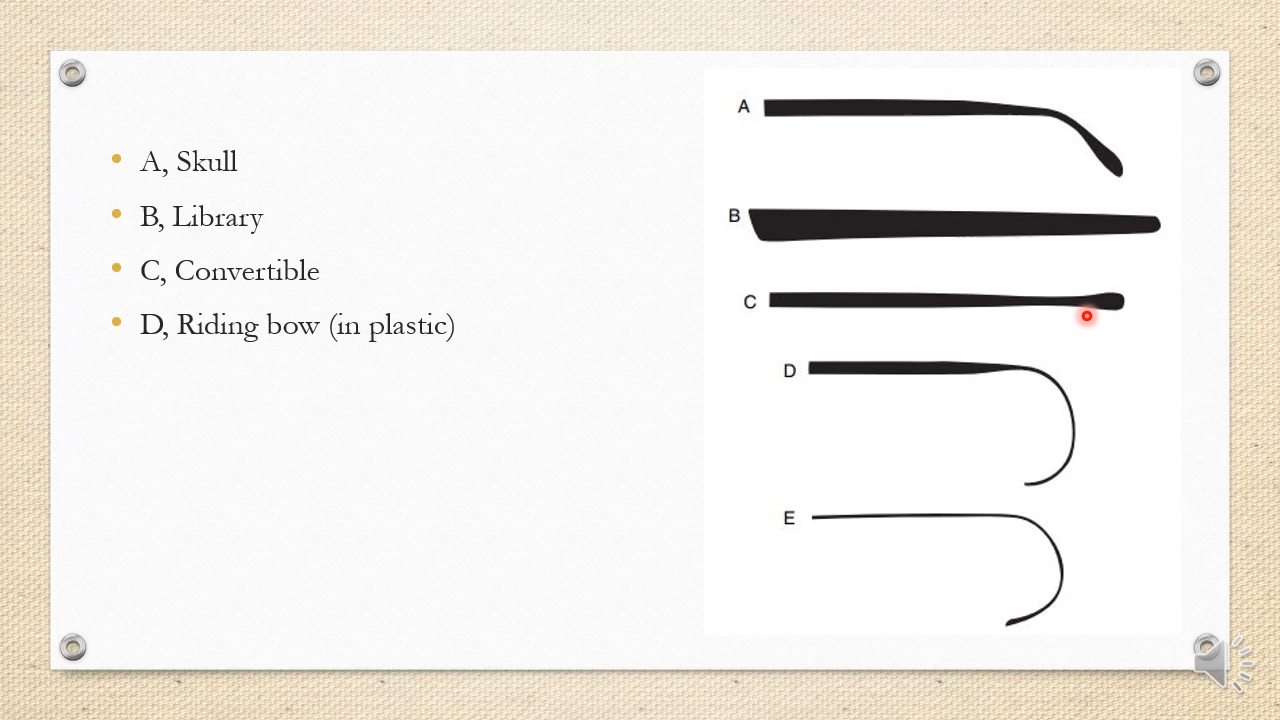 A, Skull
B, Library
C, Convertible
D, Riding bow (in plastic)
A
B
C
D
E